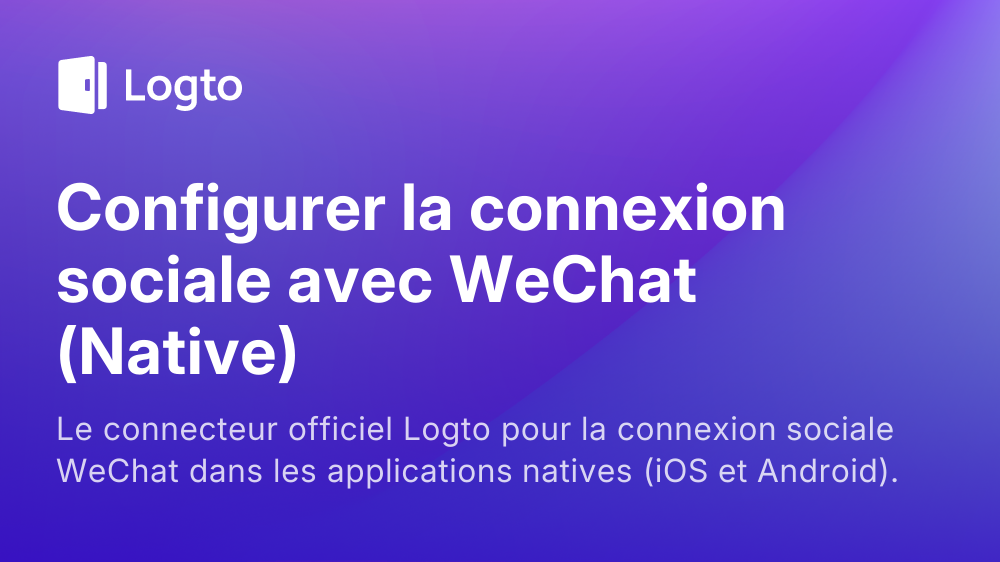 Logto
Configurer la connexion
sociale avec WeChat
(Native)
Le connecteur officiel Logto pour la connexion sociale
WeChat dans les applications natives (iOS et Android).